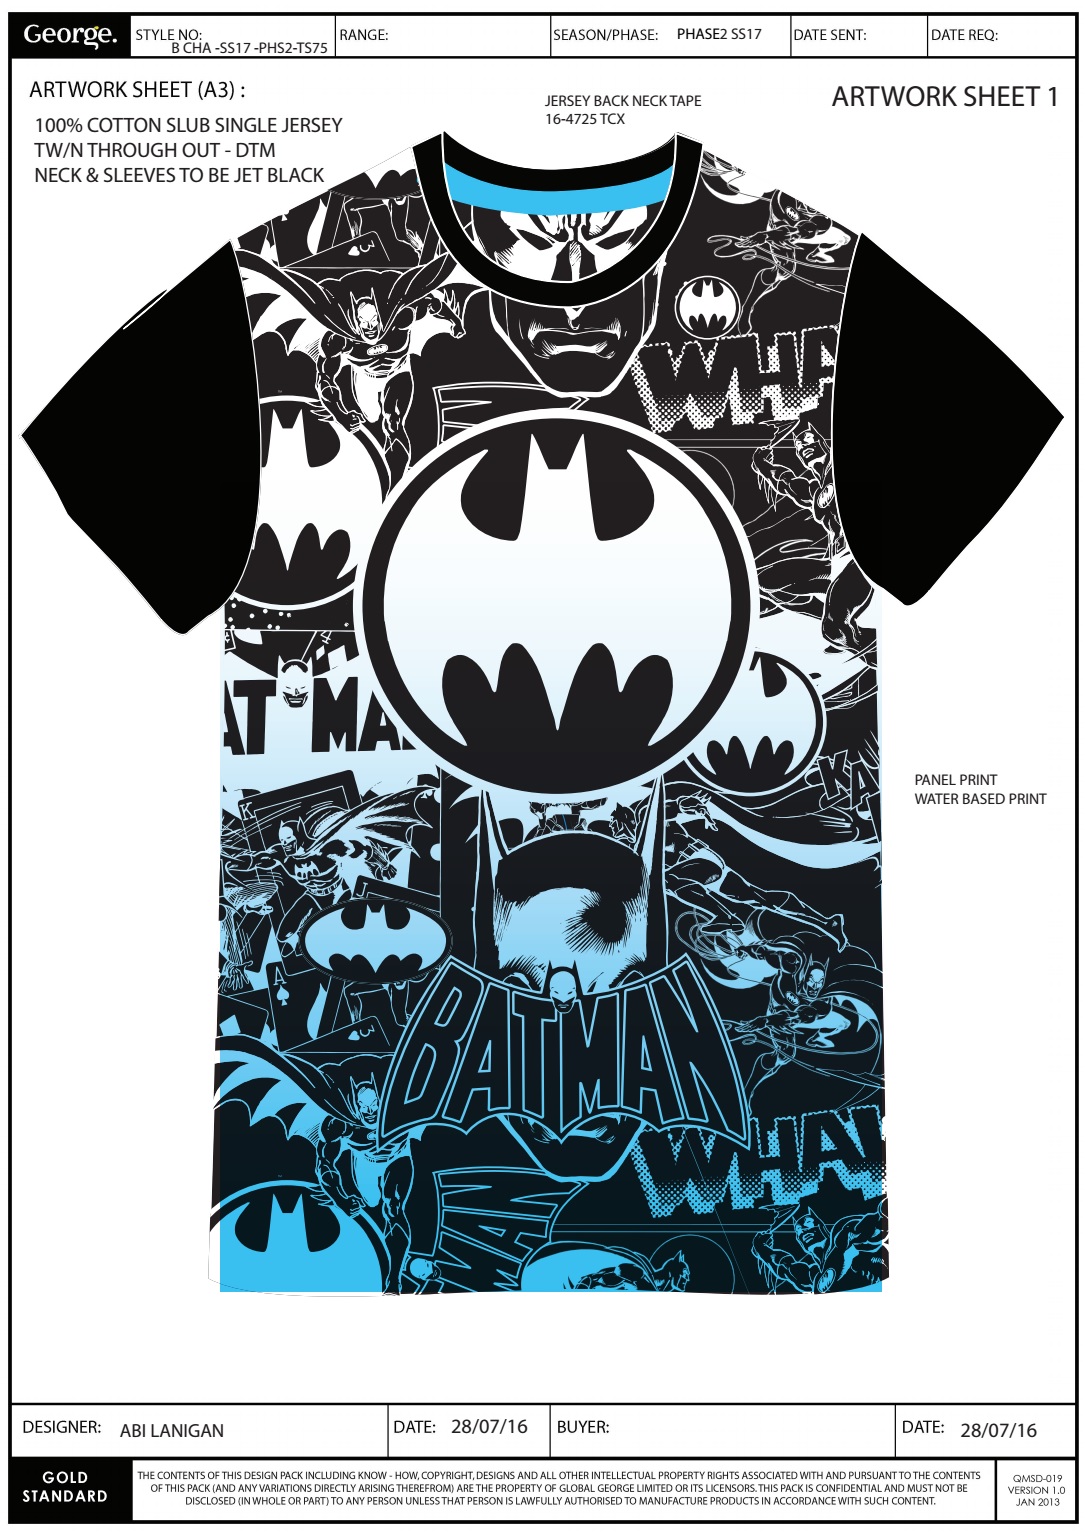 George.
STYLE NO:
B CHA -SS17 -PHS2-TS75
RANGE:
SEASON/PHASE: PHASE2 SS17
DATE SENT:
DATE REQ:
ARTWORK SHEET (A3) :
ARTWORK SHEET 1
100% COTTON SLUB SINGLE JERSEY
TW/N THROUGH OUT - DTM
NECK & SLEEVES TO BE JET BLACK
JERSEY BACK NECK TAPE
16-4725 TCX
WHA
AT MA
KA
K
PANEL PRINT
WATER BASED PRINT
A
BATMAN
WHA
MAN
DESIGNER: ABI LANIGAN
DATE: 28/07/16
BUYER:
DATE: 28/07/16
GOLD
STANDARD
THE CONTENTS OF THIS DESIGN PACK INCLUDING KNOW - HOW, COPYRIGHT, DESIGNS AND ALL OTHER INTELLECTUAL PROPERTY RIGHTS ASSOCIATED WITH AND PURSUANT TO THE CONTENTS
OF THIS PACK (AND ANY VARIATIONS DIRECTLY ARISING THEREFROM) ARE THE PROPERTY OF GLOBAL GEORGE LIMITED OR ITS LICENSORS. THIS PACK IS CONFIDENTIAL AND MUST NOT BE
DISCLOSED (IN WHOLE OR PART) TO ANY PERSON UNLESS THAT PERSON IS LAWFULLY AUTHORISED TO MANUFACTURE PRODUCTS IN ACCORDANCE WITH SUCH CONTENT.
QMSD-019
VERSION 1.0
JAN 2013